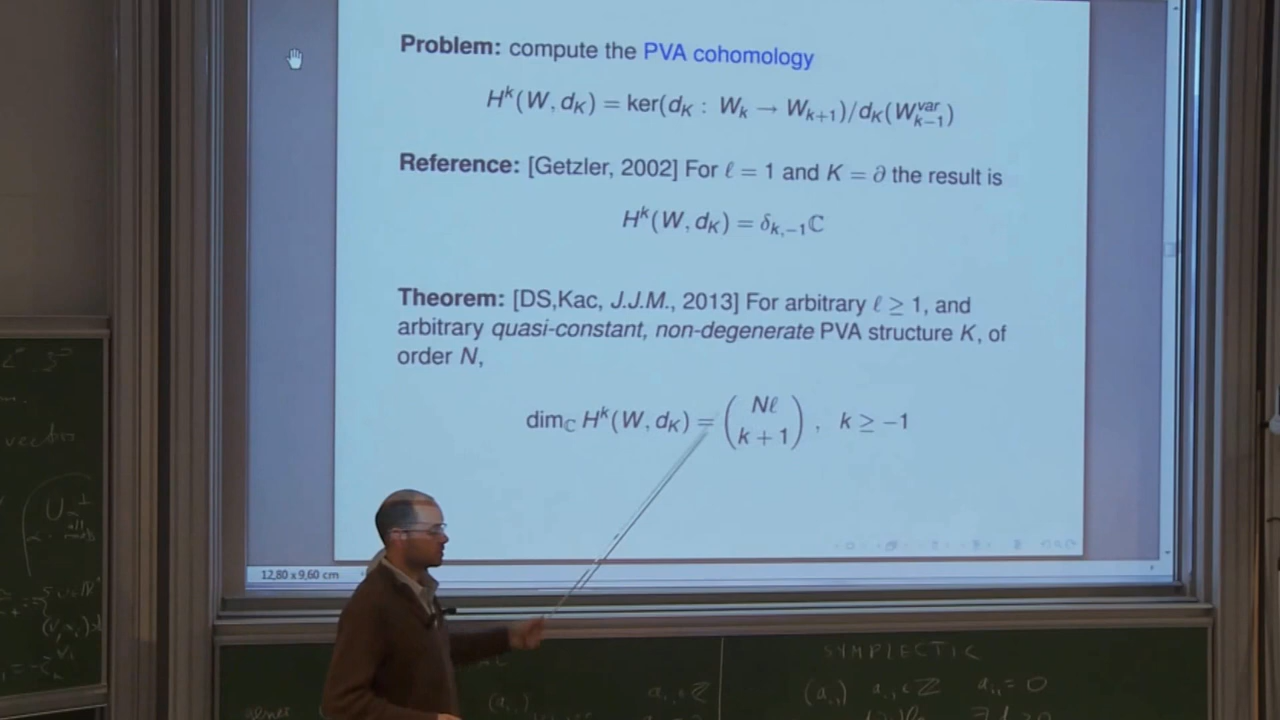 Problem: compute the PVA cohomology
H^k(W, d_K) = ker(d_K : W_k → W_{k+1})/d_K(W^{var}_{k−1})
Reference: [Getzler, 2002] For ℓ = 1 and K = ∂ the result is
H^k(W, d_K) = δ_{k,−1}ℂ
Theorem: [DS,Kac, J.J.M., 2013] For arbitrary ℓ ≥ 1, and
arbitrary quasi-constant, non-degenerate PVA structure K, of
order N,
dim_ℂ H^k(W, d_K) = \binom{Nℓ}{k + 1}, k ≥ −1
12,80 x 9,60 cm
vector
SYMPLECTIC